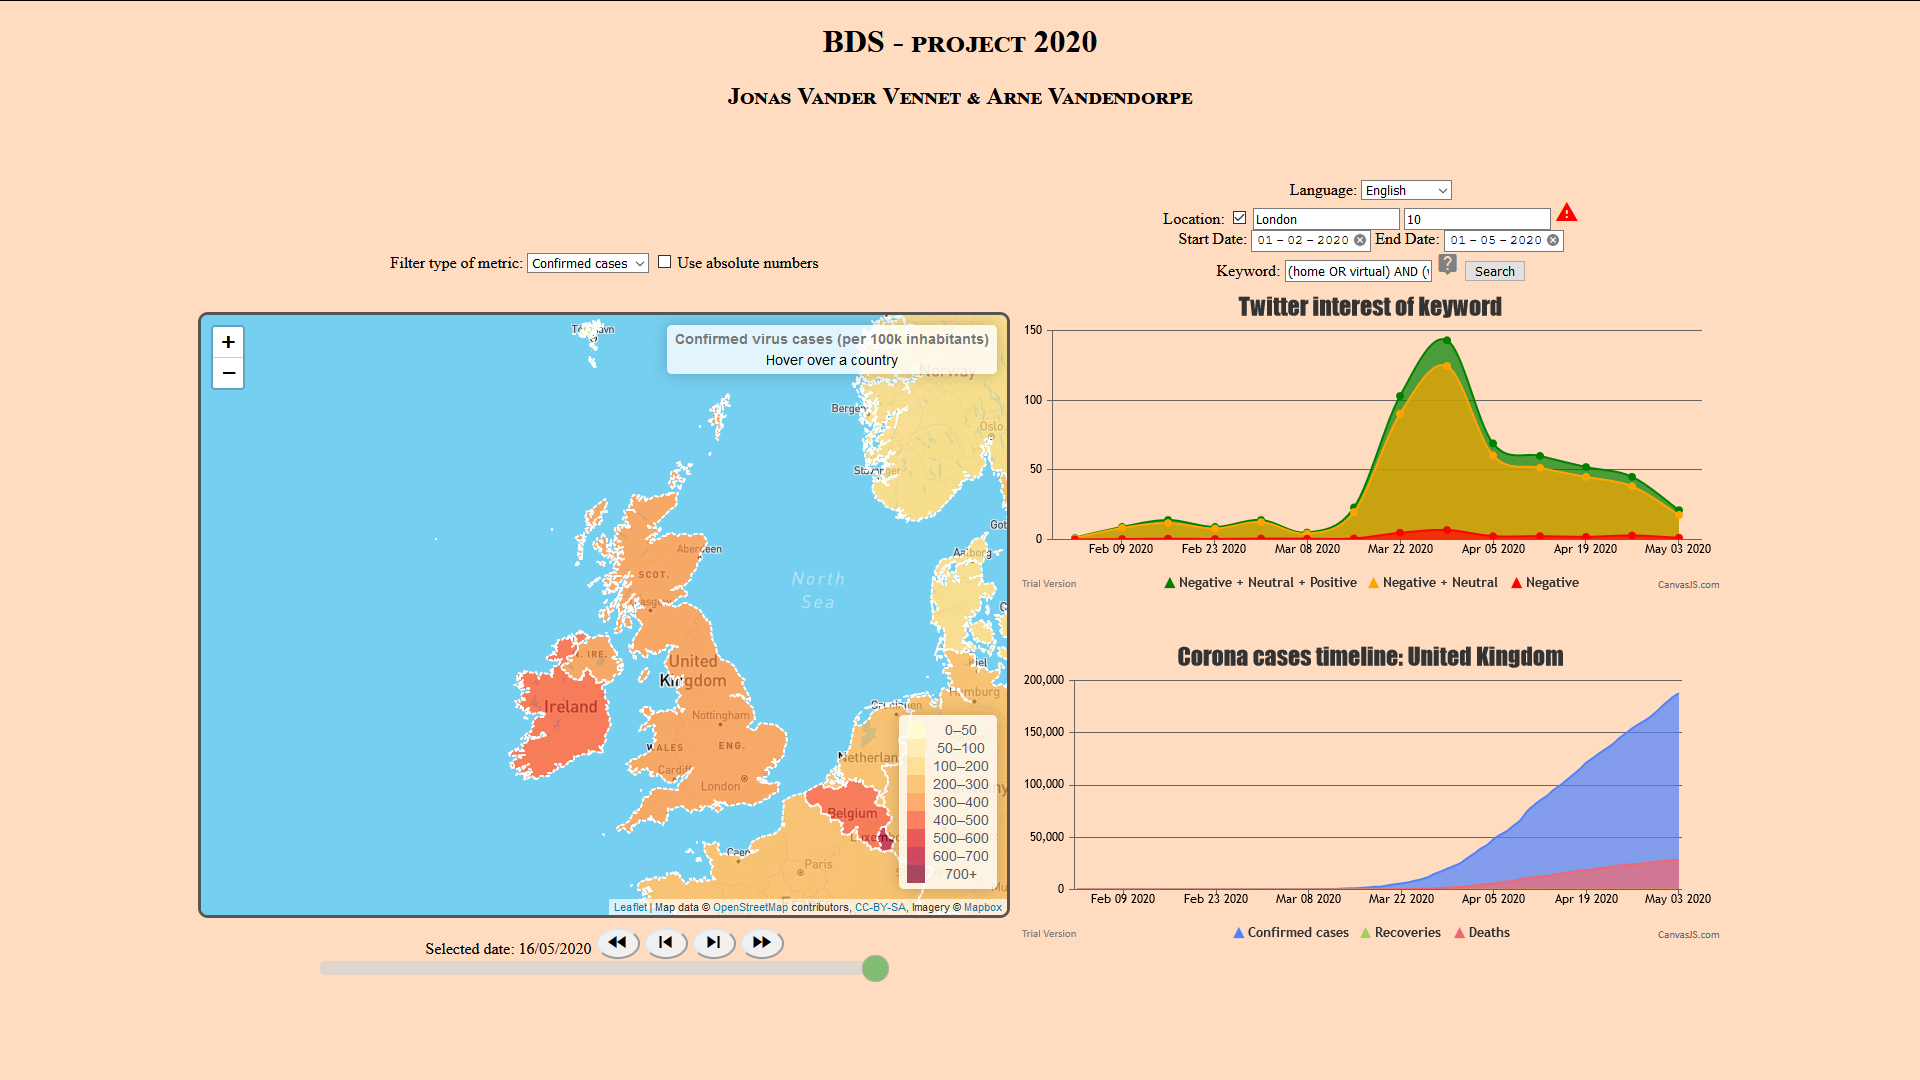 BDS - project 2020
Jonas Vander Vennet & Arne Vandendorpe
Filter type of metric: Confirmed cases Use absolute numbers
+
−
Confirmed virus cases (per 100k inhabitants)
Hover over a country
Norway
Bergen
Oslo
Stavanger
Aberdeen
SCOT.
Aalborg
North
Sea
N. IRE.
Kiel
United
Kingdom
Hamburg
Ireland
Nottingham
WALES
ENG.
Cardiff
London
Belgium
Caen
Paris
0–50
50–100
100–200
200–300
300–400
400–500
500–600
600–700
700+
Leaflet | Map data © OpenStreetMap contributors, CC-BY-SA, Imagery © Mapbox
Selected date: 16/05/2020
Language: English
Location: London 10
Start Date: 01 – 02 – 2020 End Date: 01 – 05 – 2020
Keyword: (home OR virtual) AND ( ? Search
Twitter interest of keyword
150
100
50
0
Feb 09 2020 Feb 23 2020 Mar 08 2020 Mar 22 2020 Apr 05 2020 Apr 19 2020 May 03 2020
Trial Version Negative + Neutral + Positive Negative + Neutral Negative CanvasJS.com
Corona cases timeline: United Kingdom
200,000
150,000
100,000
50,000
0
Feb 09 2020 Feb 23 2020 Mar 08 2020 Mar 22 2020 Apr 05 2020 Apr 19 2020 May 03 2020
Trial Version Confirmed cases Recoveries Deaths CanvasJS.com